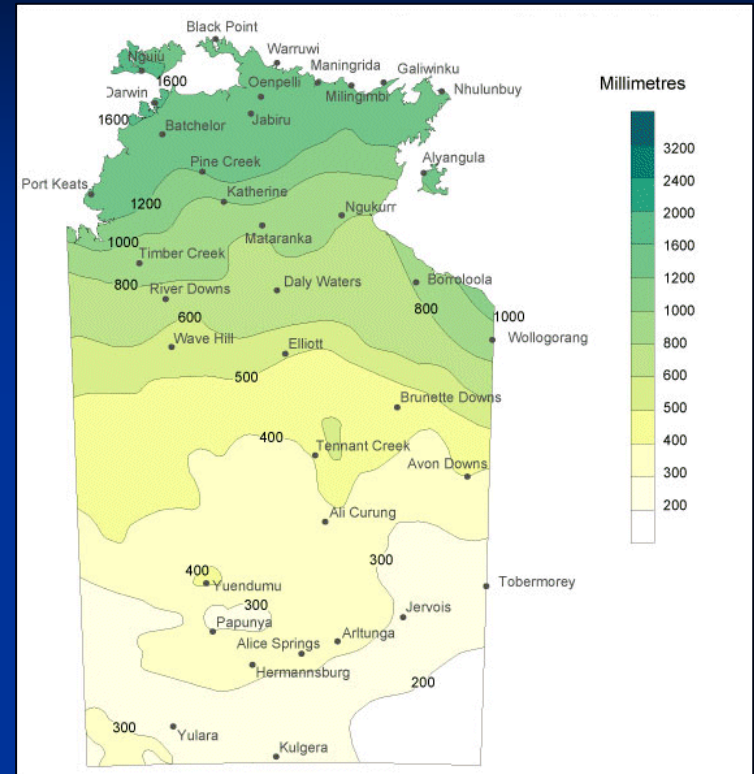 Black Point
Warruwi
Nguiu
Maningrida
Galiwinku
1600
Oenpelli
Milingimbi
Nhulunbuy
Darwin
1600
Jabiru
Batchelor
Pine Creek
Alyangula
Port Keats
Katherine
1200
Ngukurr
Mataranka
1000
Timber Creek
800
River Downs
Daly Waters
Borroloola
800
1000
600
Wave Hill
Elliott
Wollogorang
500
Brunette Downs
400
Tennant Creek
Avon Downs
Ali Curung
300
400
Yuendumu
Tobermorey
300
Papunya
Jervois
Alice Springs
Arltunga
Hermannsburg
200
300
Yulara
Kulgera
Millimetres
3200
2400
2000
1600
1200
1000
800
600
500
400
300
200